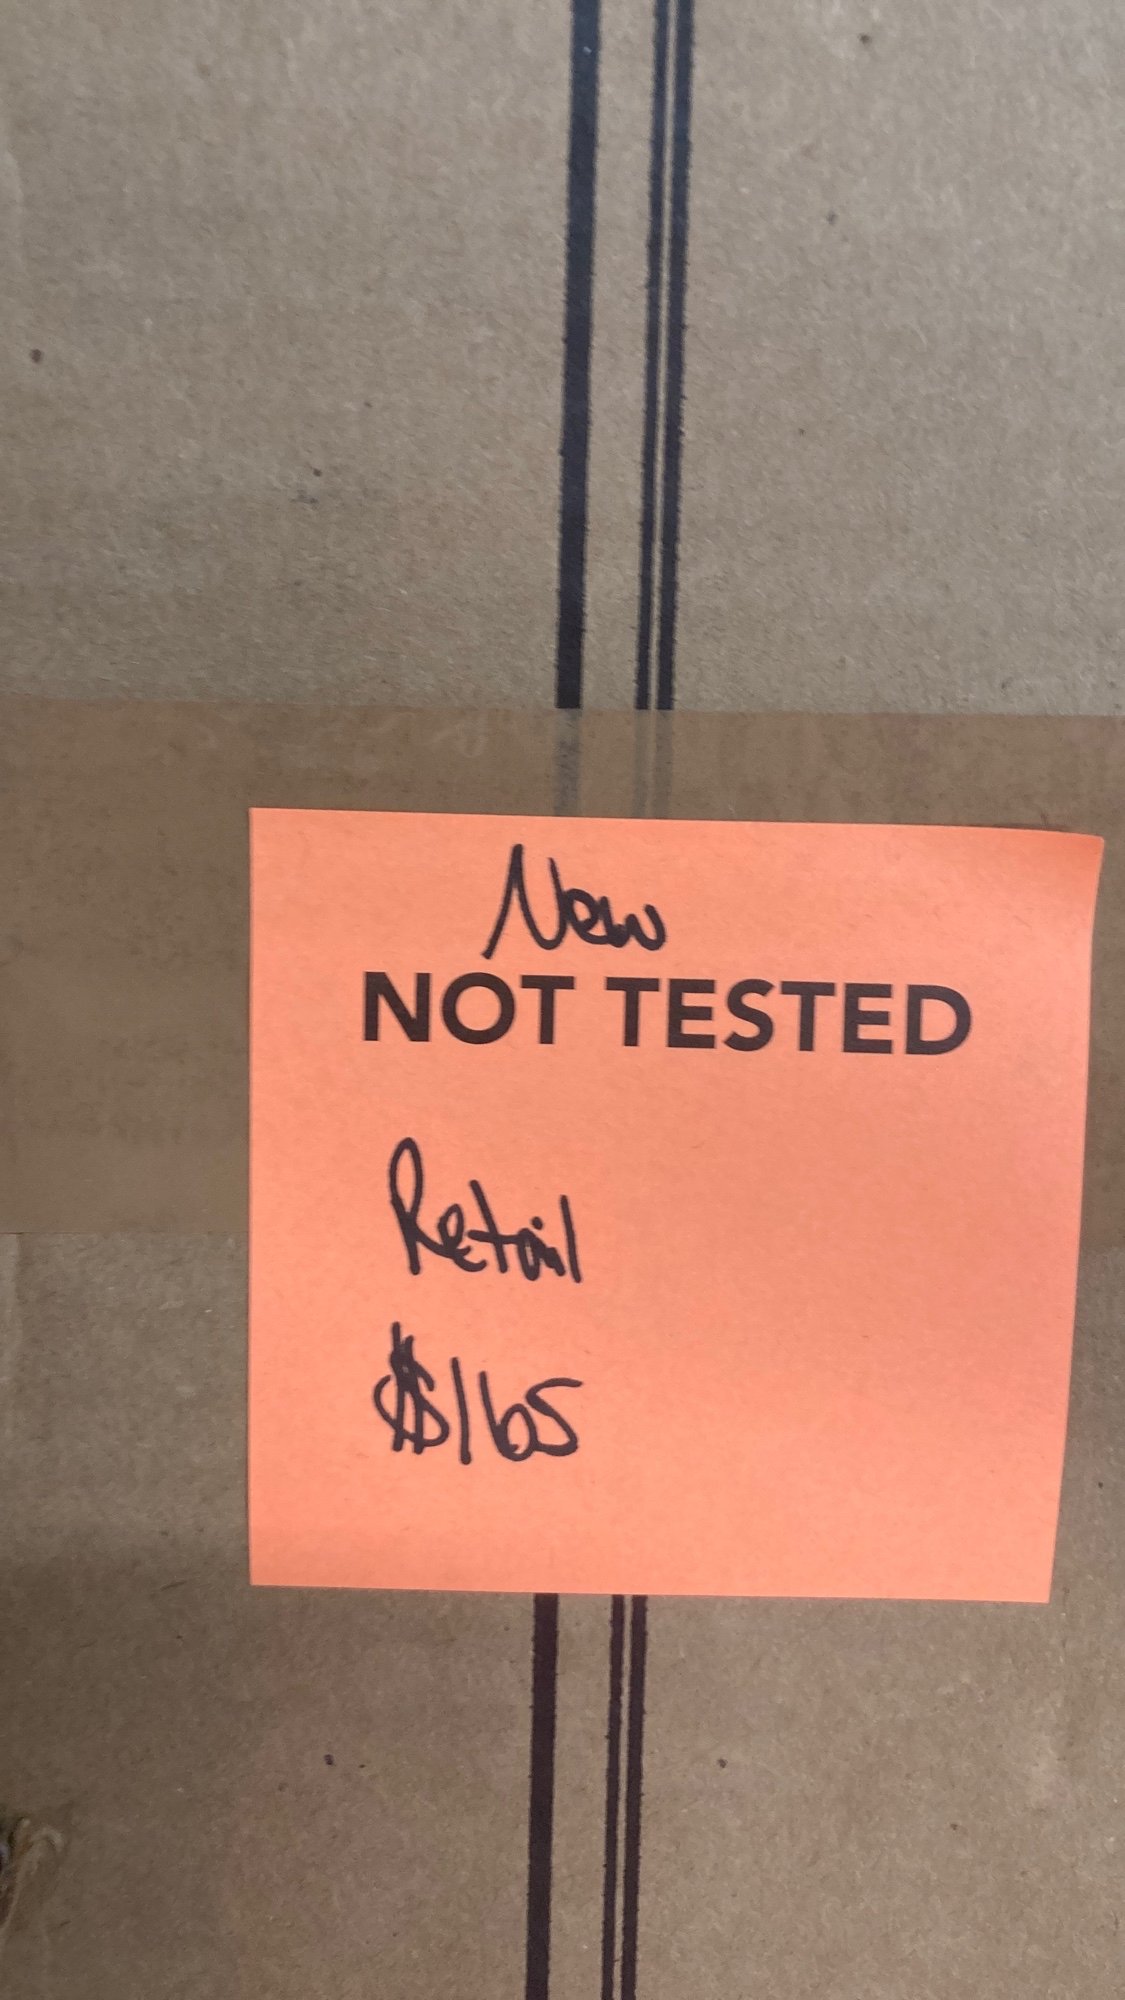 New
NOT TESTED
Retail
$165